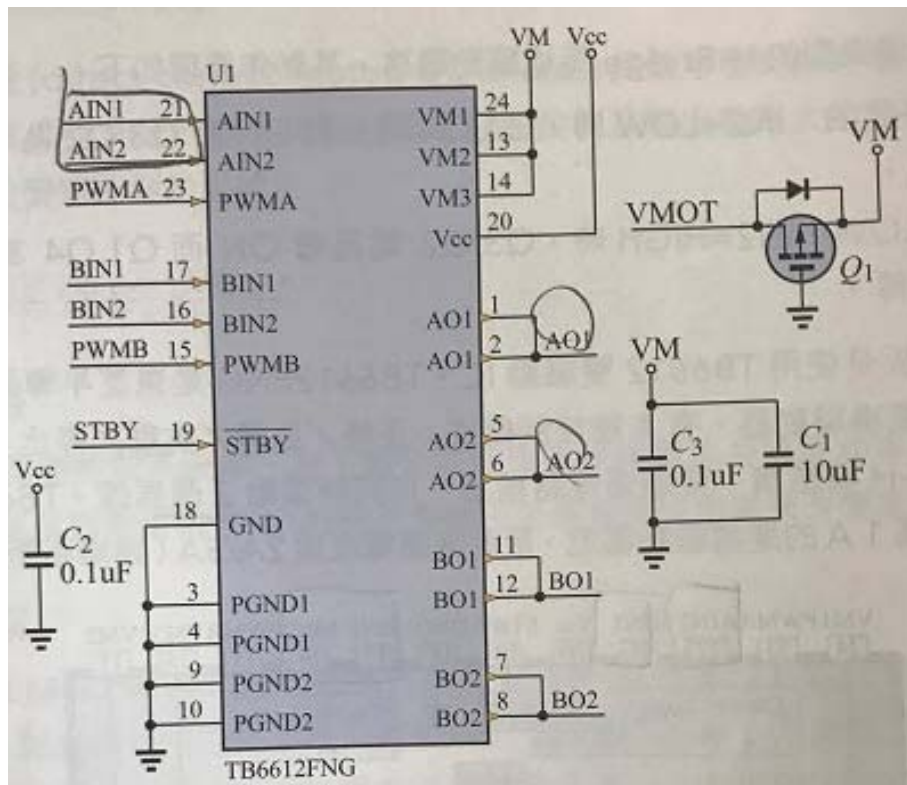 VM Vcc
U1
AIN1 21 AIN1
AIN2 22 AIN2
PWMA 23 PWMA
BIN1 17 BIN1
BIN2 16 BIN2
PWMB 15 PWMB
STBY 19 STBY
18 GND
3 PGND1
4 PGND1
9 PGND2
10 PGND2
VM1 24
VM2 13
VM3 14
Vcc 20
AO1 1
AO1 2 AO1
AO2 5
AO2 6 AO2
BO1 11
BO1 12 BO1
BO2 7
BO2 8 BO2
TB6612FNG
Vcc
C2
0.1uF
VM
VMOT
Q1
VM
C3
0.1uF
C1
10uF